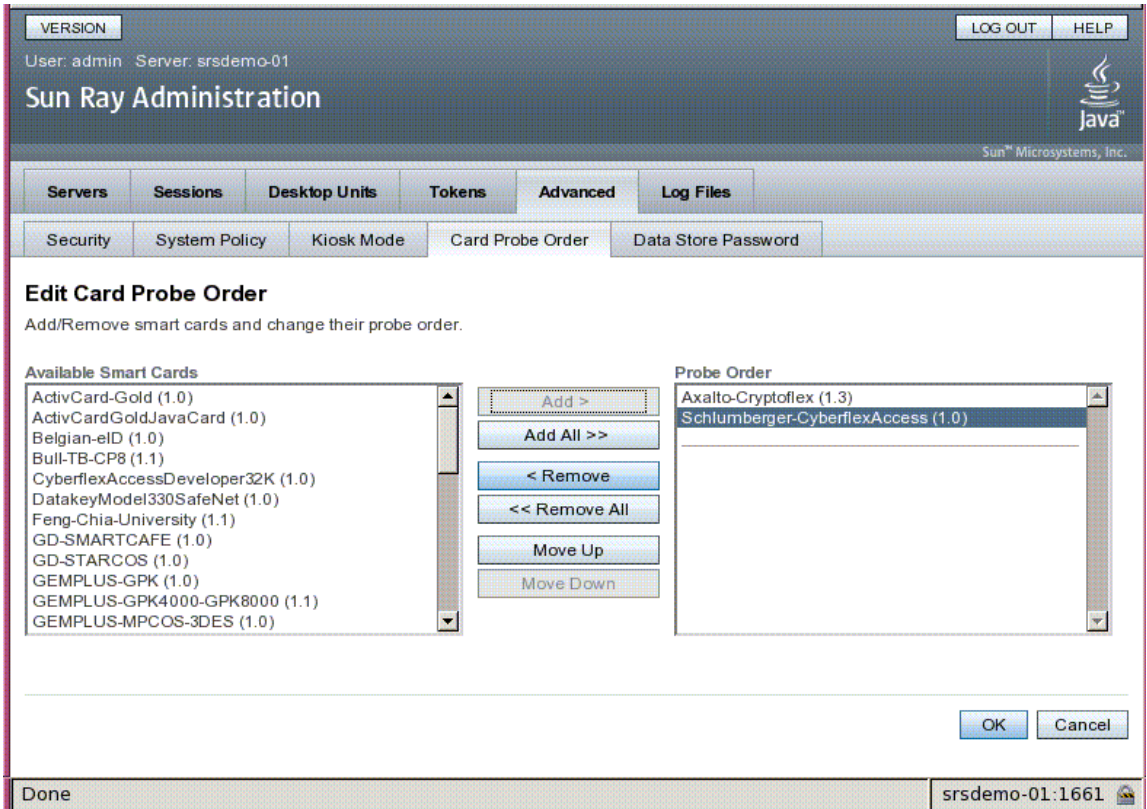 VERSION
LOG OUT
HELP
User: admin Server: srsdemo-01
Sun Ray Administration
Java™
Sun™ Microsystems, Inc.
Servers
Sessions
Desktop Units
Tokens
Advanced
Log Files
Security
System Policy
Kiosk Mode
Card Probe Order
Data Store Password
Edit Card Probe Order
Add/Remove smart cards and change their probe order.
Available Smart Cards
ActivCard-Gold (1.0)
ActivCardGoldJavaCard (1.0)
Belgian-eID (1.0)
Bull-TB-CP8 (1.1)
CyberflexAccessDeveloper32K (1.0)
DatakeyModel330SafeNet (1.0)
Feng-Chia-University (1.1)
GD-SMARTCAFE (1.0)
GD-STARCOS (1.0)
GEMPLUS-GPK (1.0)
GEMPLUS-GPK4000-GPK8000 (1.1)
GEMPLUS-MPCOS-3DES (1.0)
Add >
Add All >>
< Remove
<< Remove All
Move Up
Move Down
Probe Order
Axalto-Cryptoflex (1.3)
Schlumberger-CyberflexAccess (1.0)
OK
Cancel
Done
srsdemo-01:1661